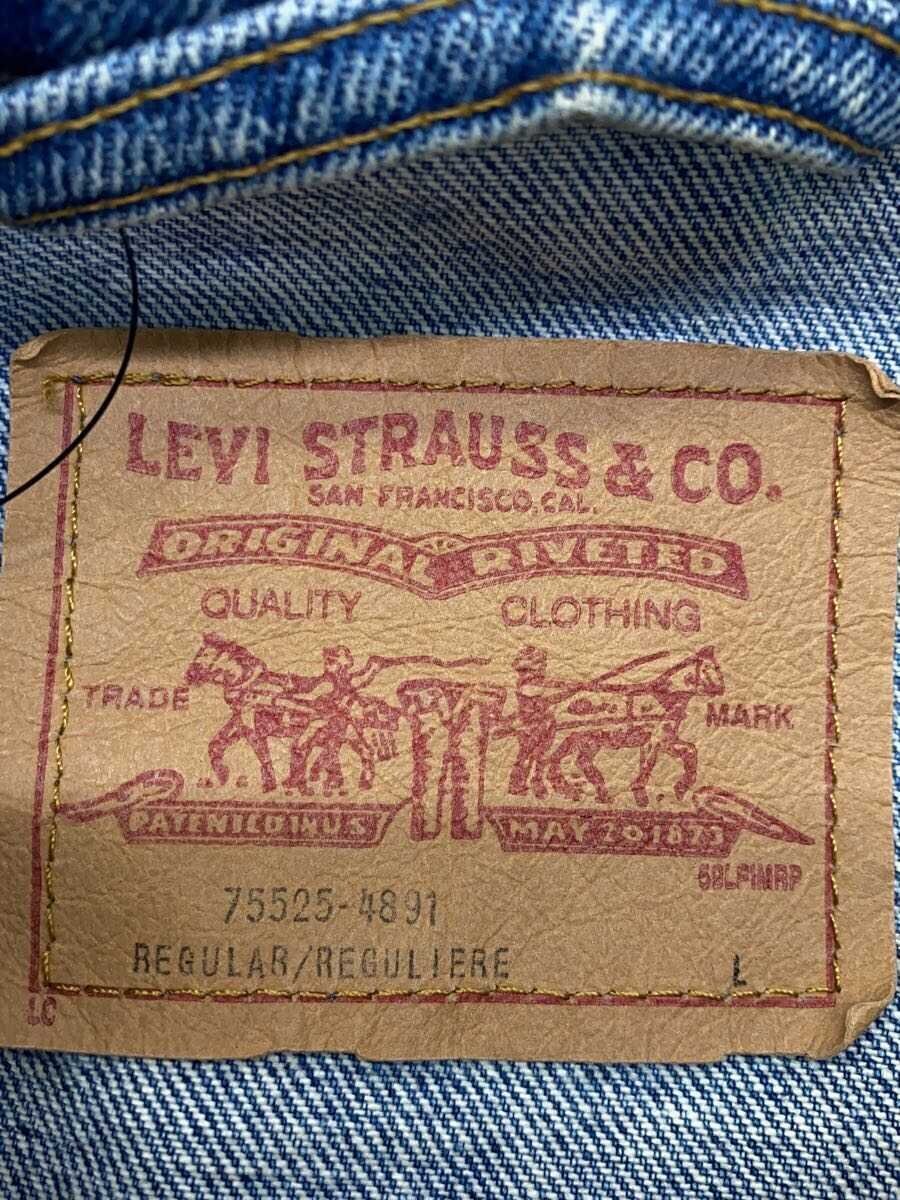 LEVI STRAUSS & CO.
SAN FRANCISCO, CAL.
ORIGINAL RIVETED
QUALITY CLOTHING
TRADE MARK
PATENTED IN U.S. MAY 20 1873
75525-4891
REGULAR/REGULIERE L
LC